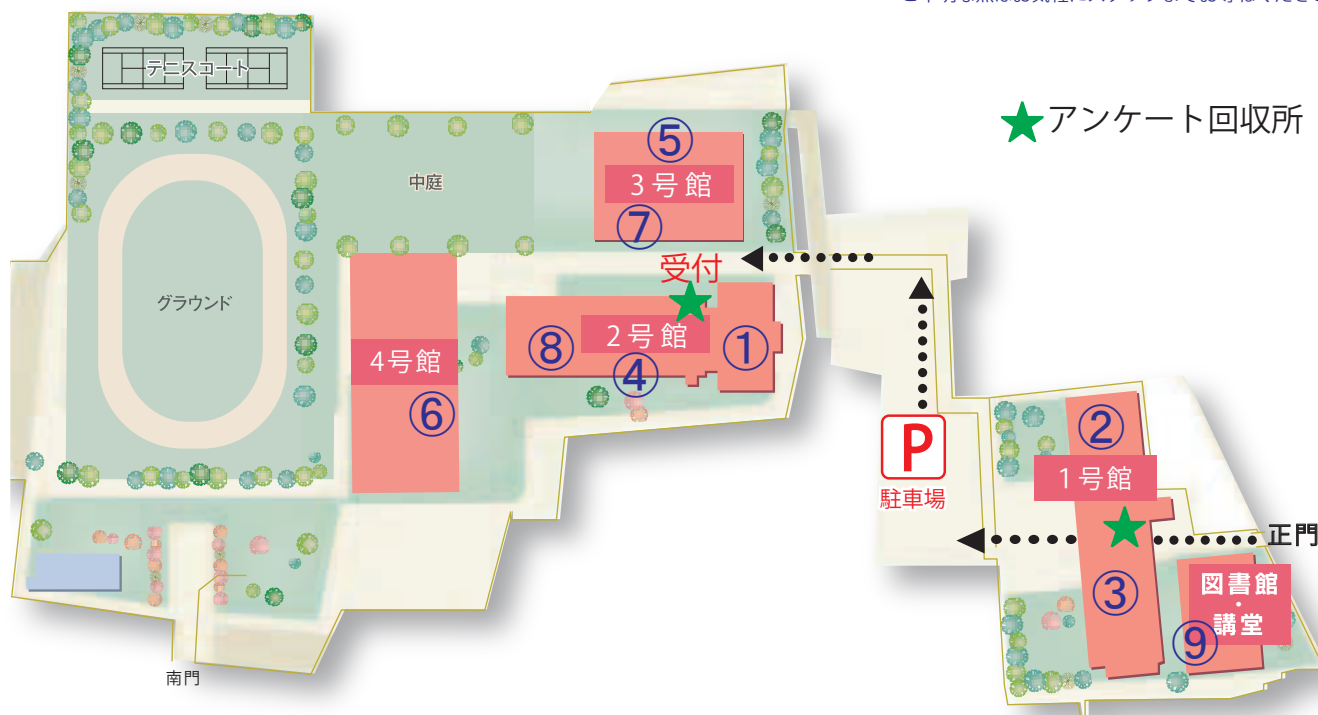 テニスコート
★アンケート回収所
⑤
3号館
⑦
中庭
受付
グラウンド
4号館
⑥
⑧
2号館
④
①
P
駐車場
②
1号館
正門
③
図書館
・
講堂
⑨
南門